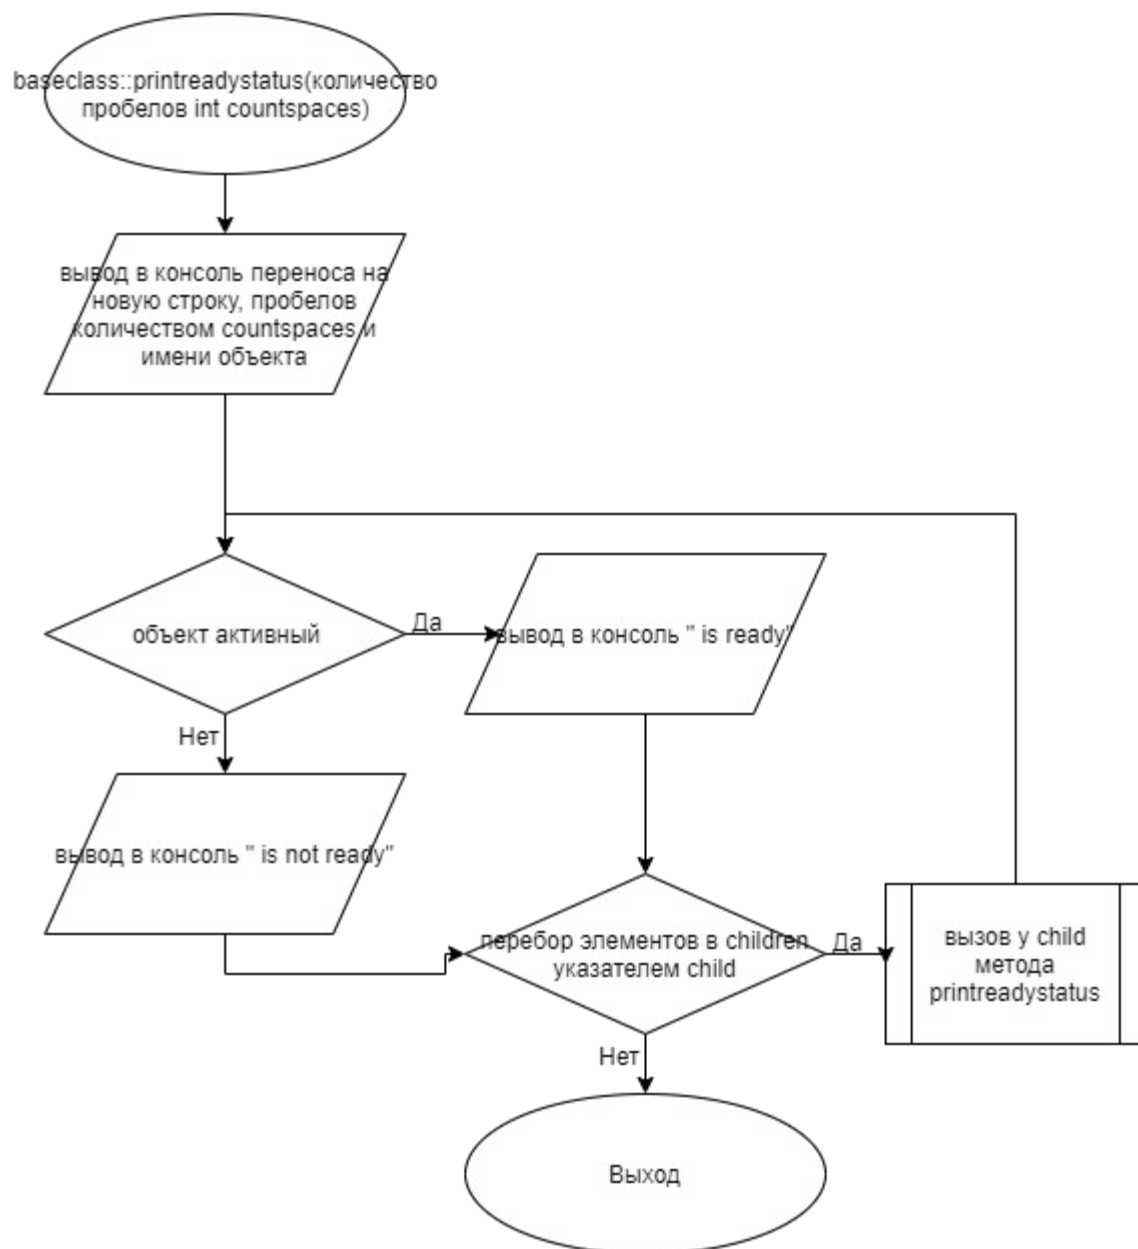 baseclass::printreadystatus(количество
пробелов int countspaces)
вывод в консоль переноса на
новую строку, пробелов
количеством countspaces и
имени объекта
объект активный
Да
вывод в консоль " is ready"
Нет
вывод в консоль " is not ready"
перебор элементов в children
указателем child
Да
вызов у child
метода
printreadystatus
Нет
Выход